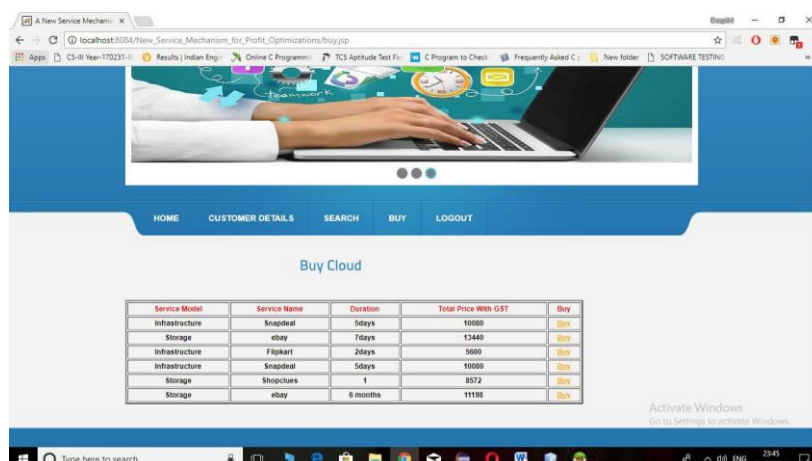 A New Service Mechanis
localhost:8084/New_Service_Mechanism_for_Profit_Optimizations/buy.jsp
Apps CS-III Year-170231- Results | Indian Engi Online C Programmi TCS Aptitude Test Pa C Program to Check Frequently Asked C New folder SOFTWARE TESTING
teamwork
HOME CUSTOMER DETAILS SEARCH BUY LOGOUT
Buy Cloud
Service Model Service Name Duration Total Price With GST Buy
Infrastructure Snapdeal 5days 10080 Buy
Storage ebay 7days 13440 Buy
Infrastructure Flipkart 2days 5600 Buy
Infrastructure Snapdeal 5days 10080 Buy
Storage Shopclues 1 8572 Buy
Storage ebay 6 months 11198 Buy
Activate Windows
Go to Settings to activate Windows.
Type here to search
ENG 23:45